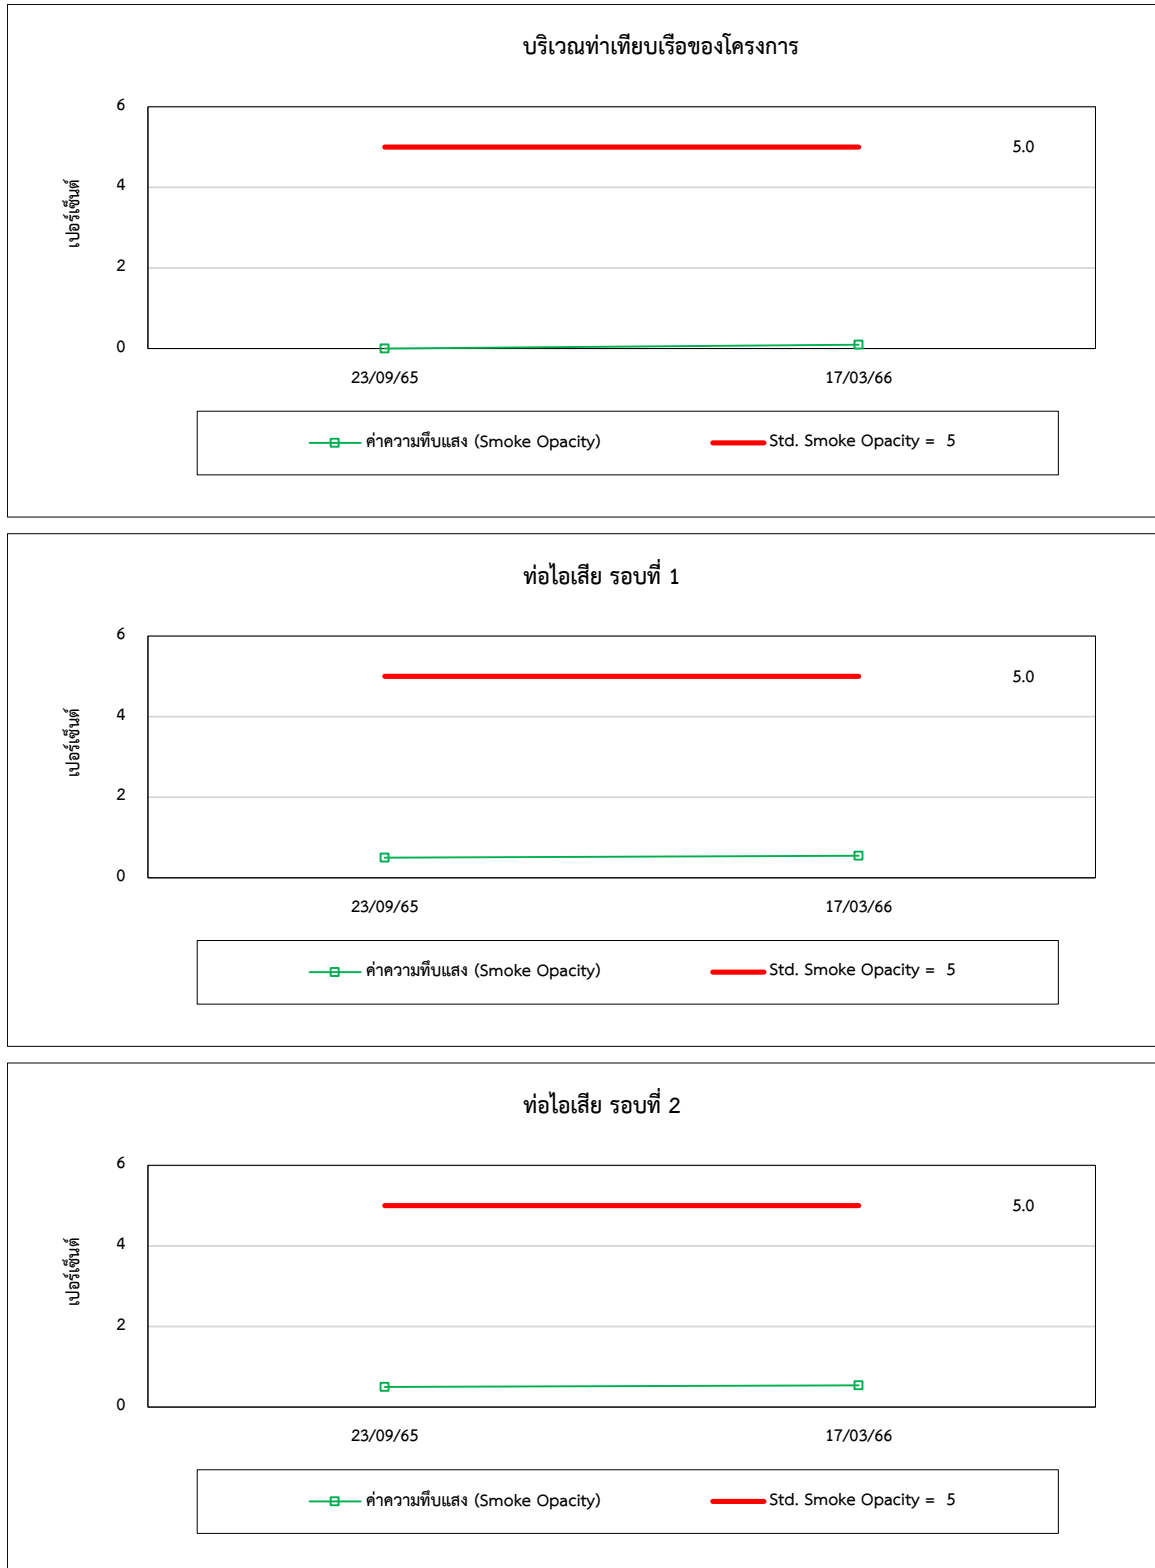 บริเวณท่าเทียบเรือของโครงการ
6
5.0
4
เปอร์เซ็นต์
2
0
23/09/65 17/03/66
ค่าความทึบแสง (Smoke Opacity) Std. Smoke Opacity = 5
ท่อไอเสีย รอบที่ 1
6
5.0
4
เปอร์เซ็นต์
2
0
23/09/65 17/03/66
ค่าความทึบแสง (Smoke Opacity) Std. Smoke Opacity = 5
ท่อไอเสีย รอบที่ 2
6
5.0
4
เปอร์เซ็นต์
2
0
23/09/65 17/03/66
ค่าความทึบแสง (Smoke Opacity) Std. Smoke Opacity = 5